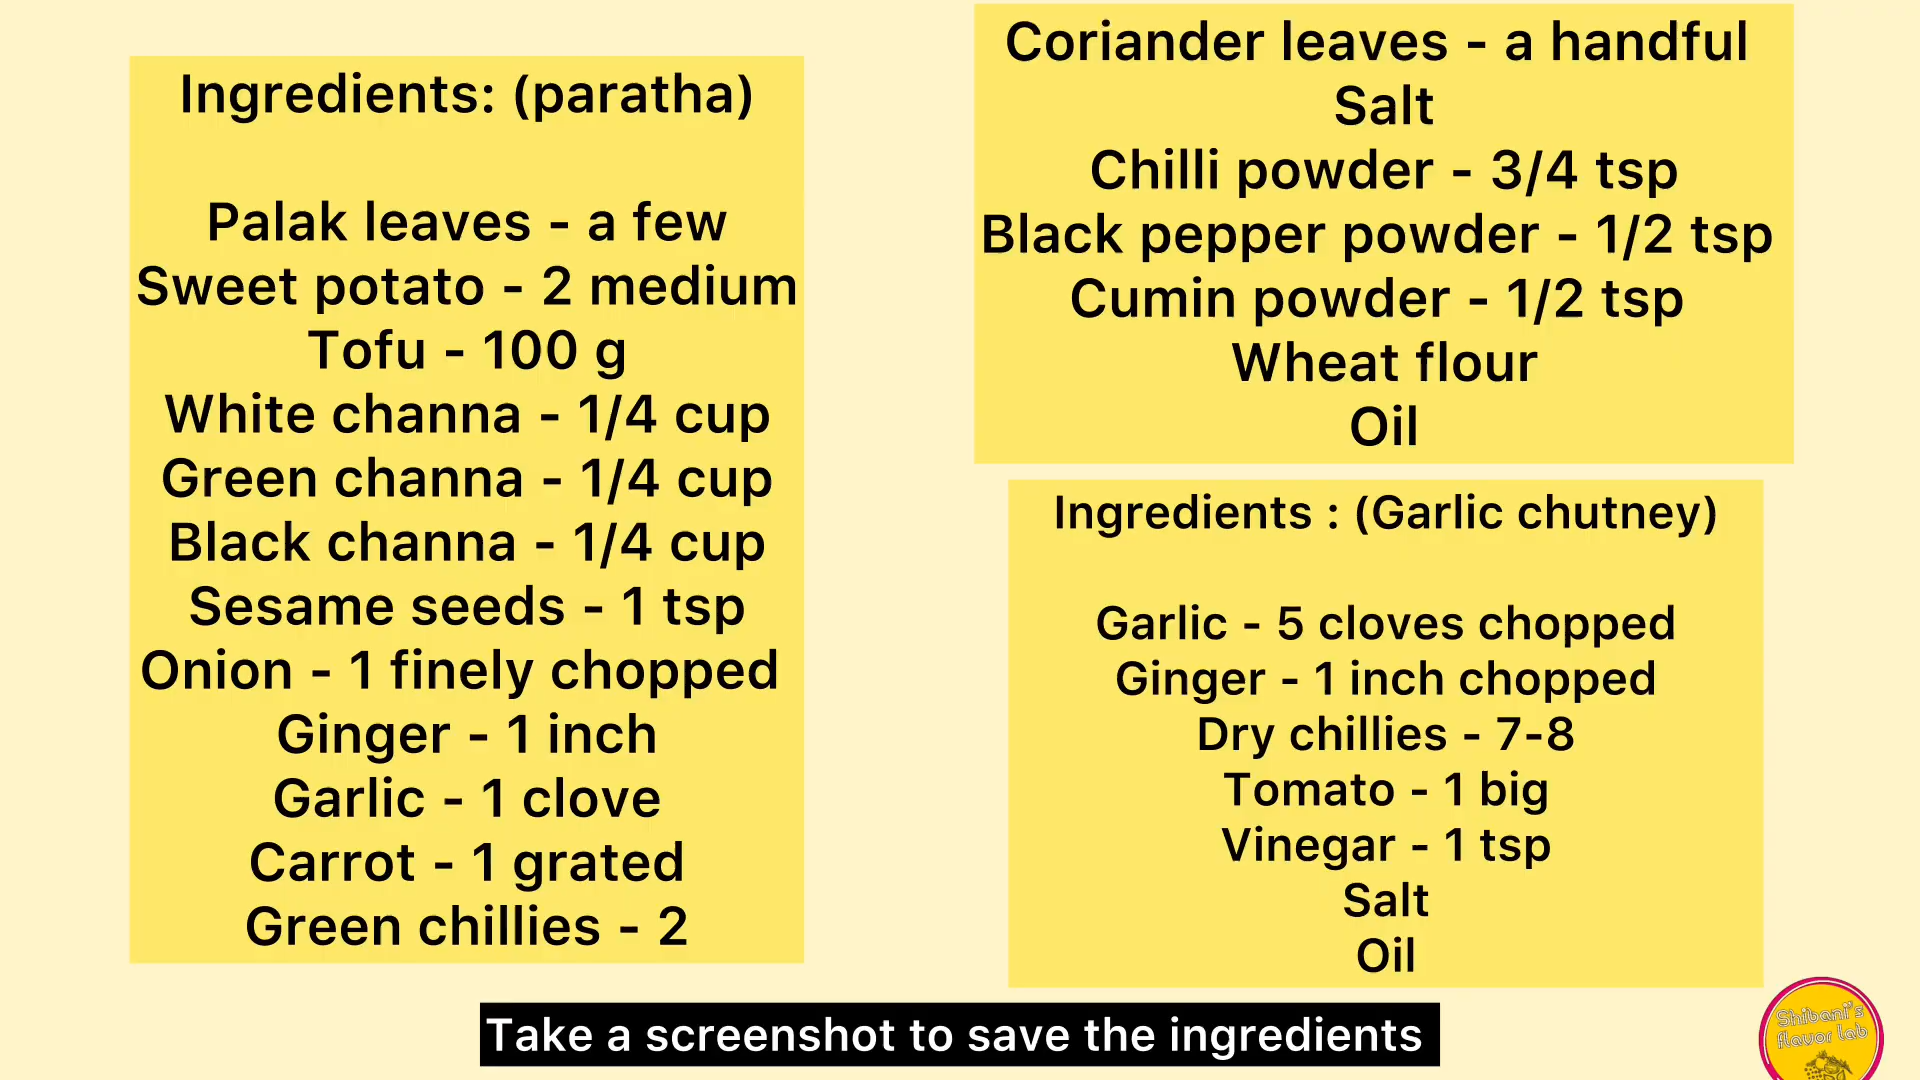 Ingredients: (paratha)
Palak leaves - a few
Sweet potato - 2 medium
Tofu - 100 g
White channa - 1/4 cup
Green channa - 1/4 cup
Black channa - 1/4 cup
Sesame seeds - 1 tsp
Onion - 1 finely chopped
Ginger - 1 inch
Garlic - 1 clove
Carrot - 1 grated
Green chillies - 2
Coriander leaves - a handful
Salt
Chilli powder - 3/4 tsp
Black pepper powder - 1/2 tsp
Cumin powder - 1/2 tsp
Wheat flour
Oil
Ingredients : (Garlic chutney)
Garlic - 5 cloves chopped
Ginger - 1 inch chopped
Dry chillies - 7-8
Tomato - 1 big
Vinegar - 1 tsp
Salt
Oil
Take a screenshot to save the ingredients
Shibani's
flavor lab